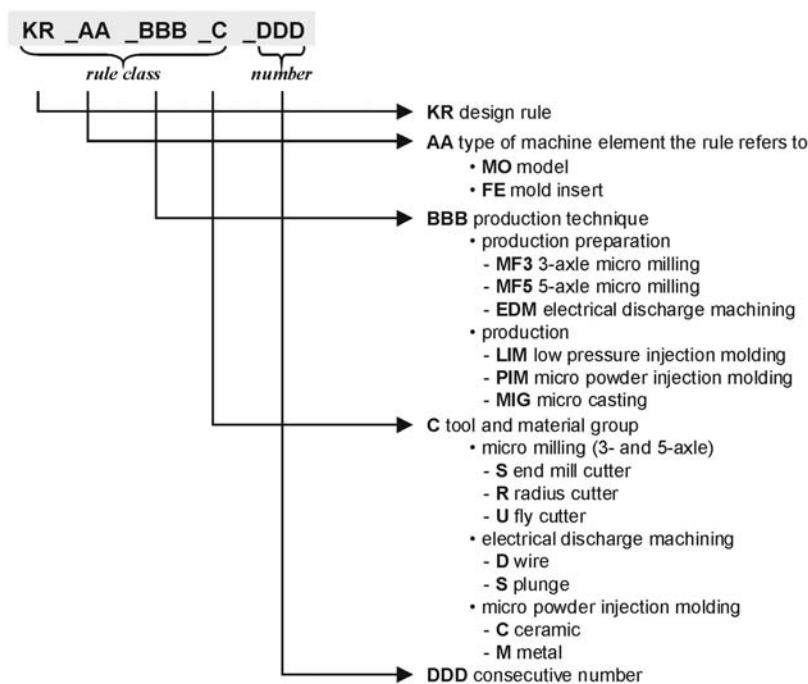 KR _AA _BBB _C _DDD
rule class number
KR design rule
AA type of machine element the rule refers to
• MO model
• FE mold insert
BBB production technique
• production preparation
- MF3 3-axle micro milling
- MF5 5-axle micro milling
- EDM electrical discharge machining
• production
- LIM low pressure injection molding
- PIM micro powder injection molding
- MIG micro casting
C tool and material group
• micro milling (3- and 5-axle)
- S end mill cutter
- R radius cutter
- U fly cutter
• electrical discharge machining
- D wire
- S plunge
• micro powder injection molding
- C ceramic
- M metal
DDD consecutive number